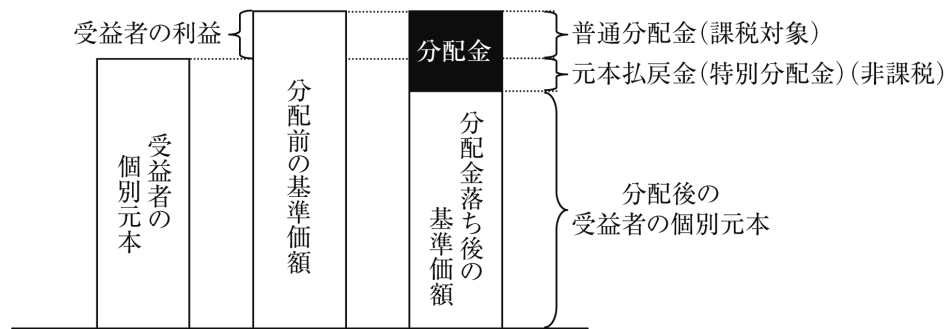 受益者の利益
分配金
普通分配金(課税対象)
元本払戻金(特別分配金)(非課税)
受益者の
個別元本
分配前の基準価額
分配金落ち後の
基準価額
分配後の
受益者の個別元本